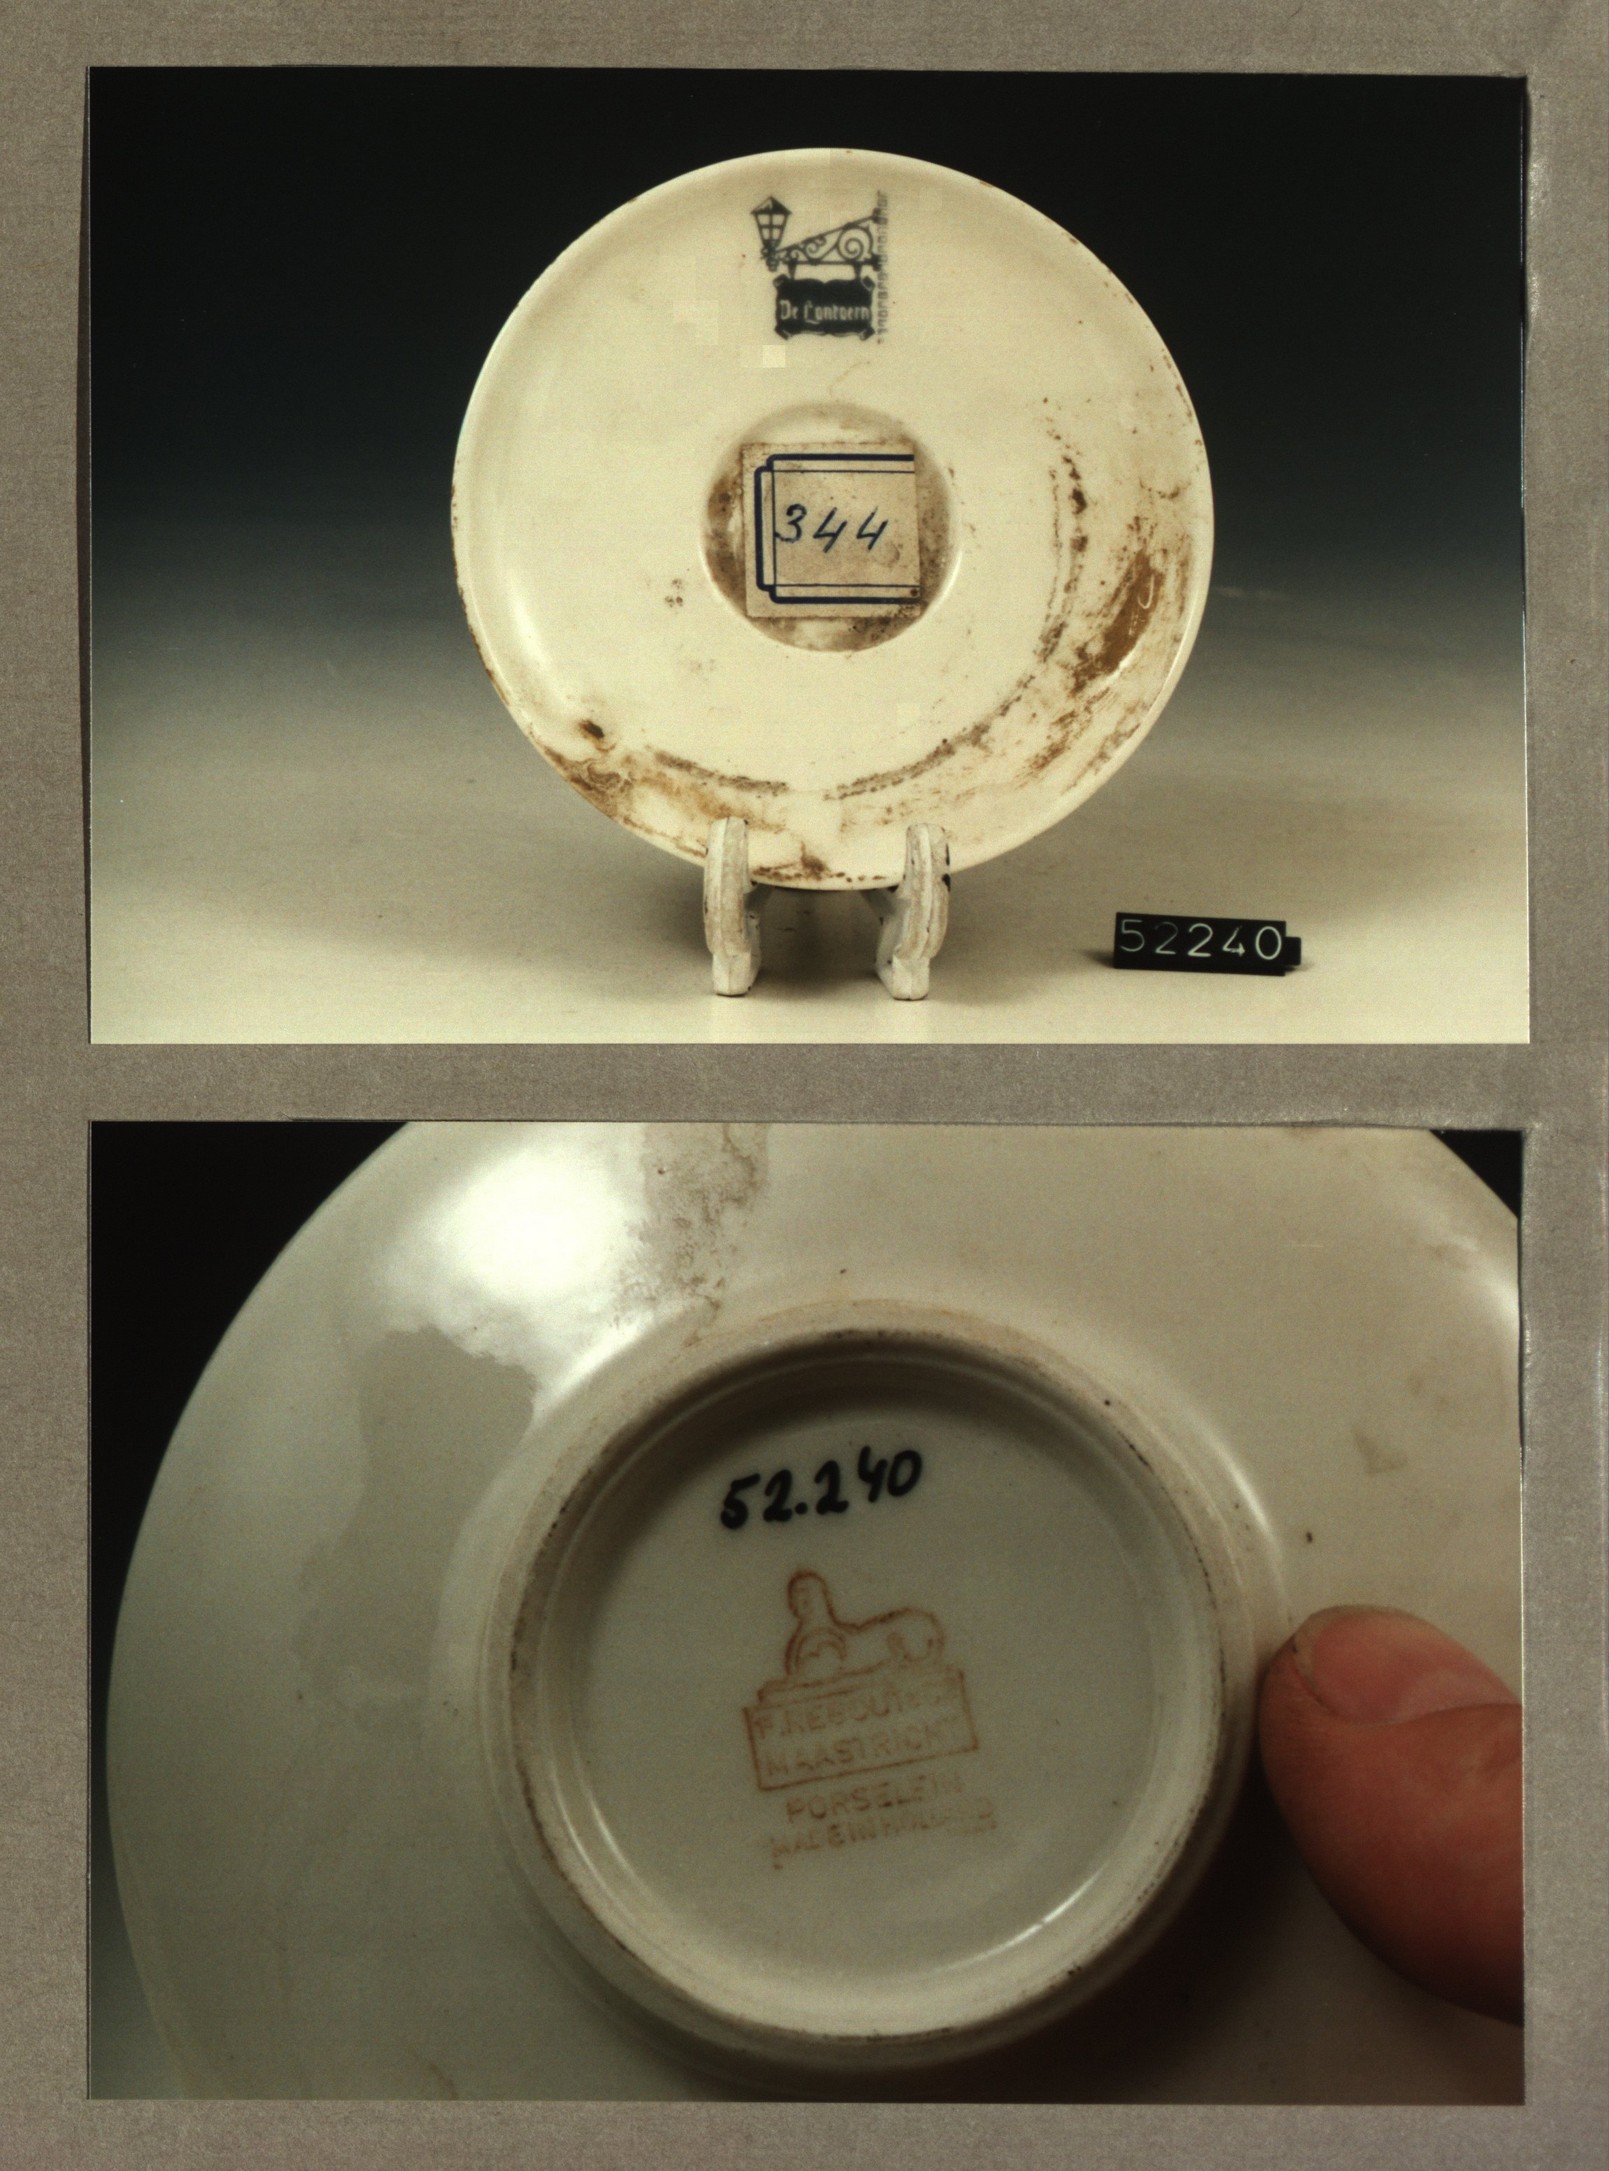 De Lantaern
344
52240
52.240
F. REGOUT & Co
MAASTRICHT
PORSELEIN
MADE IN HOLLAND